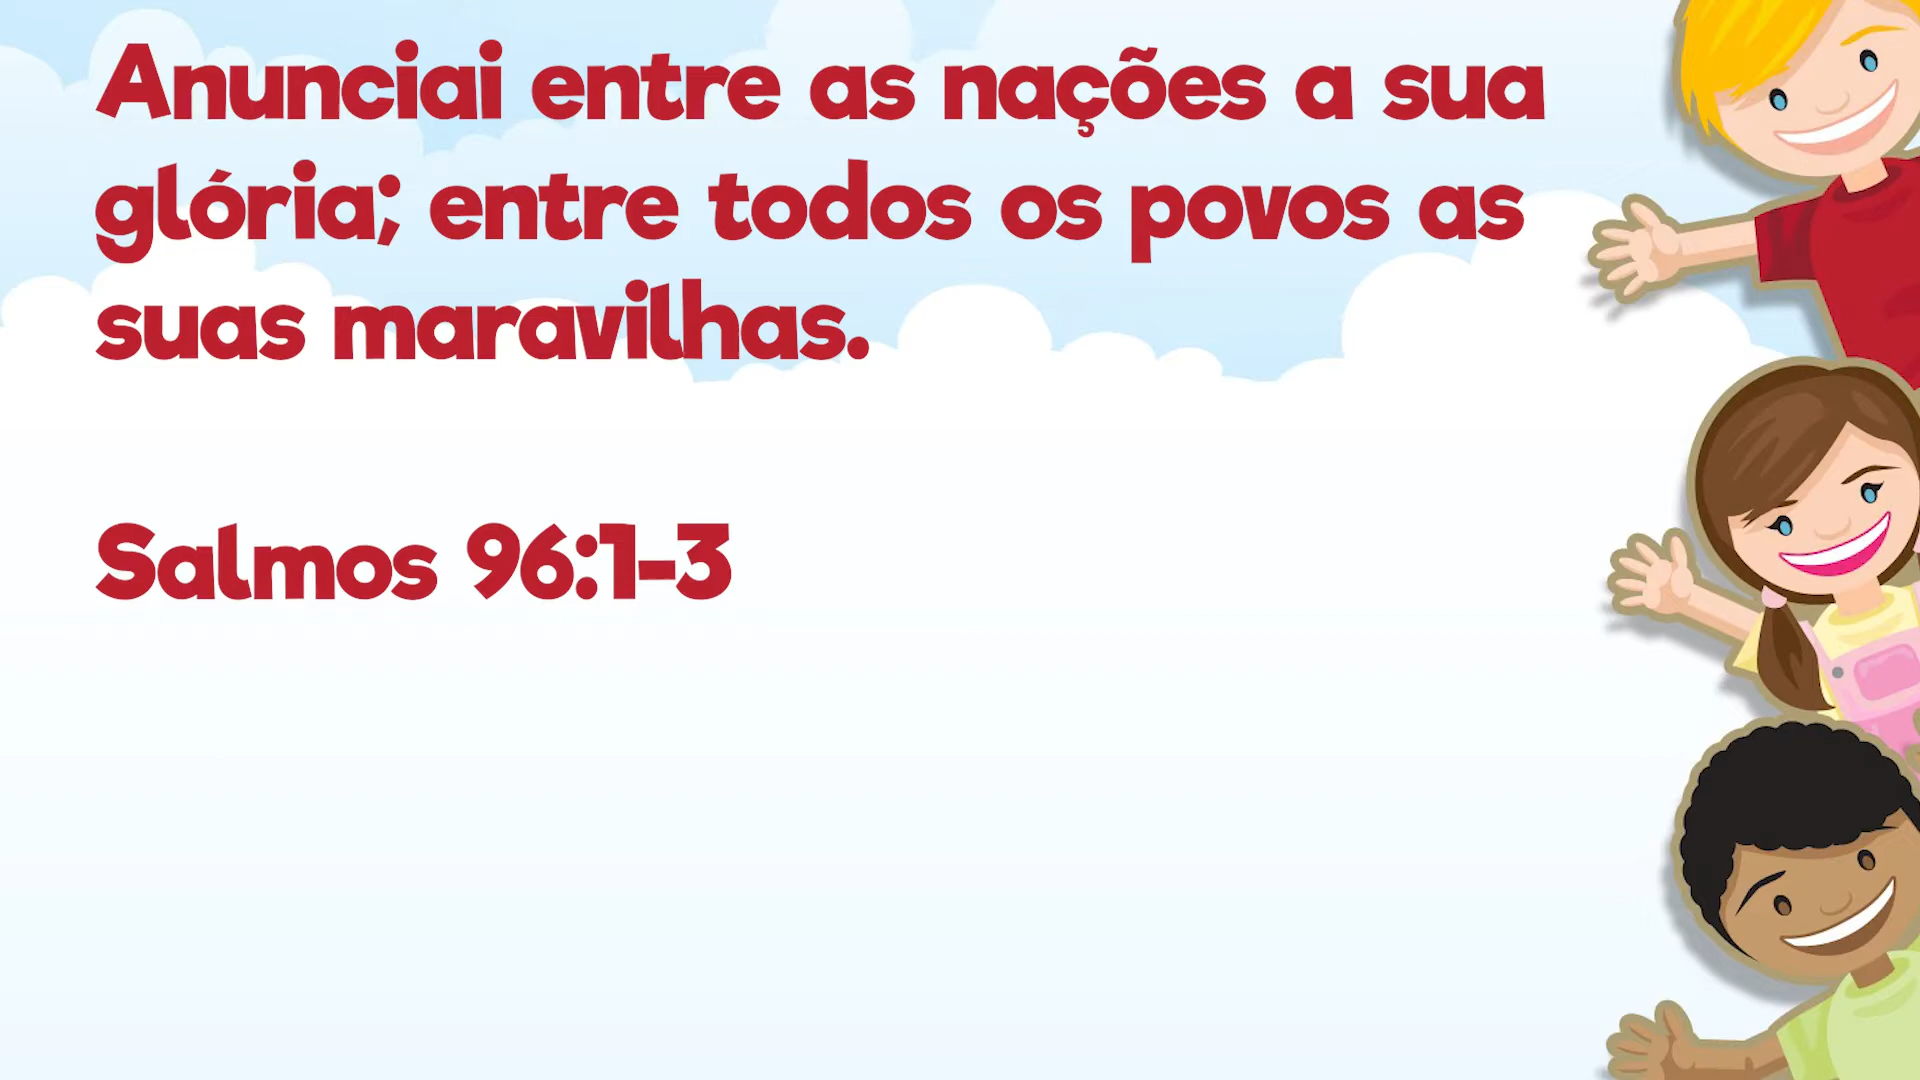 Anunciai entre as nações a sua
glória; entre todos os povos as
suas maravilhas.
Salmos 96:1-3